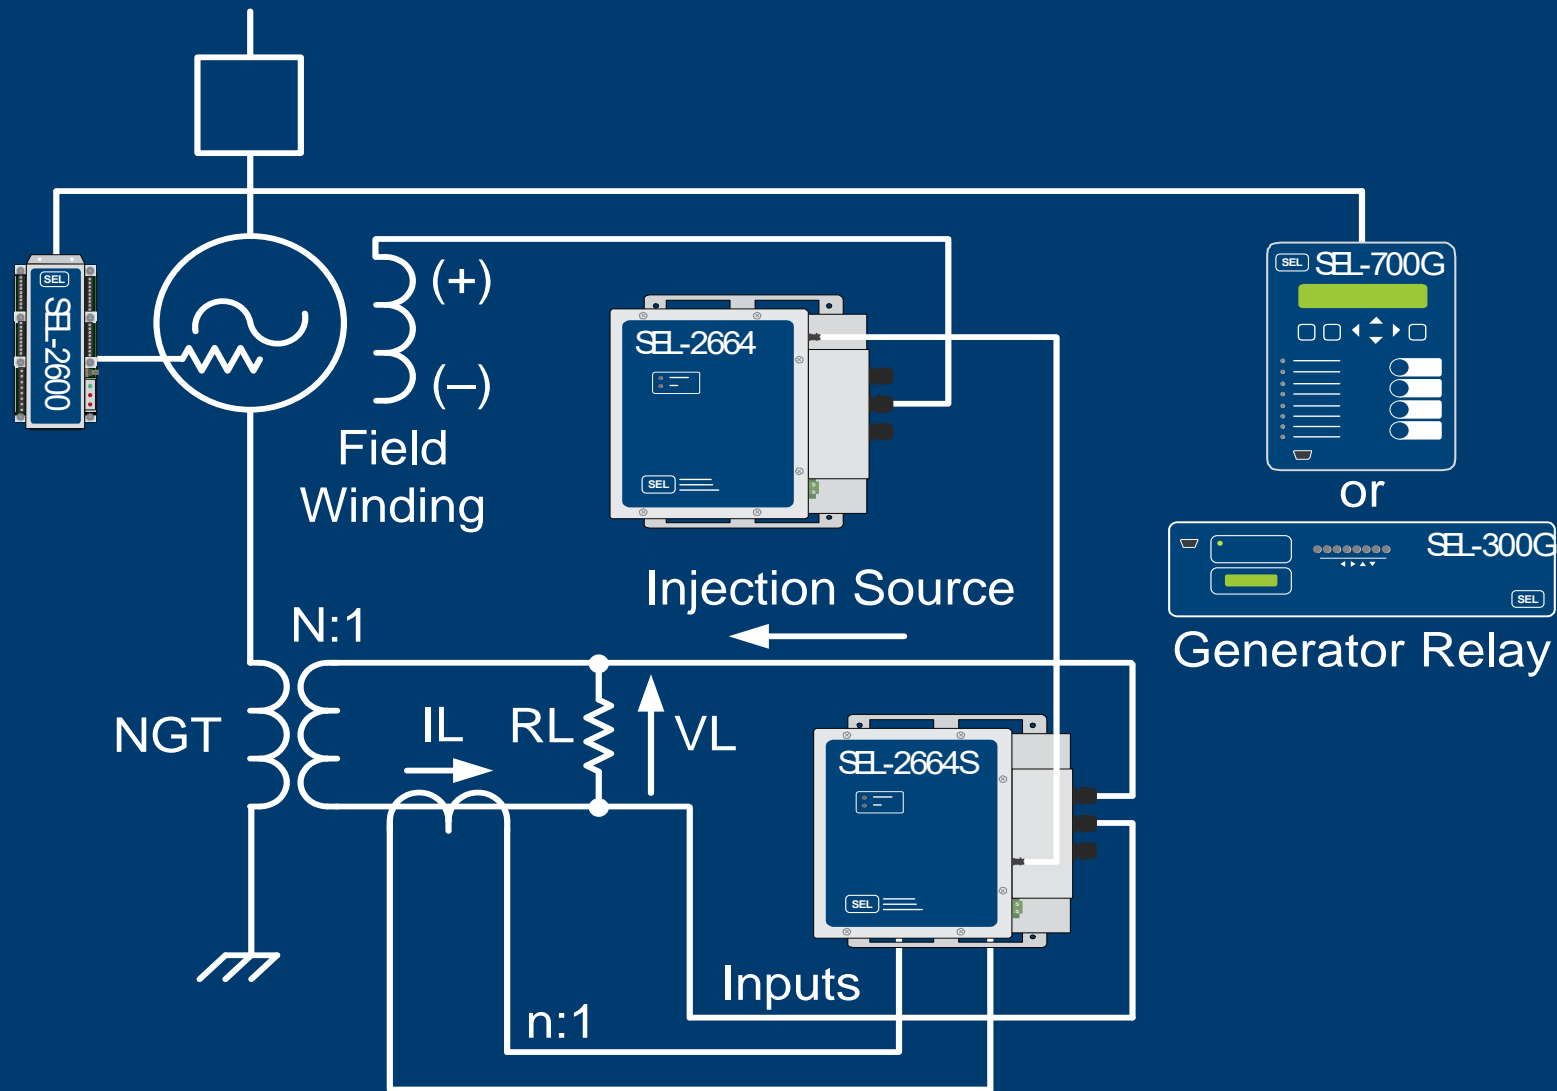 SEL
SEL-2600
(+)
(–)
Field
Winding
SEL-2664
SEL
SEL SEL-700G
or
SEL-300G
SEL
Generator Relay
Injection Source
N:1
NGT
IL
RL
VL
SEL-2664S
SEL
Inputs
n:1